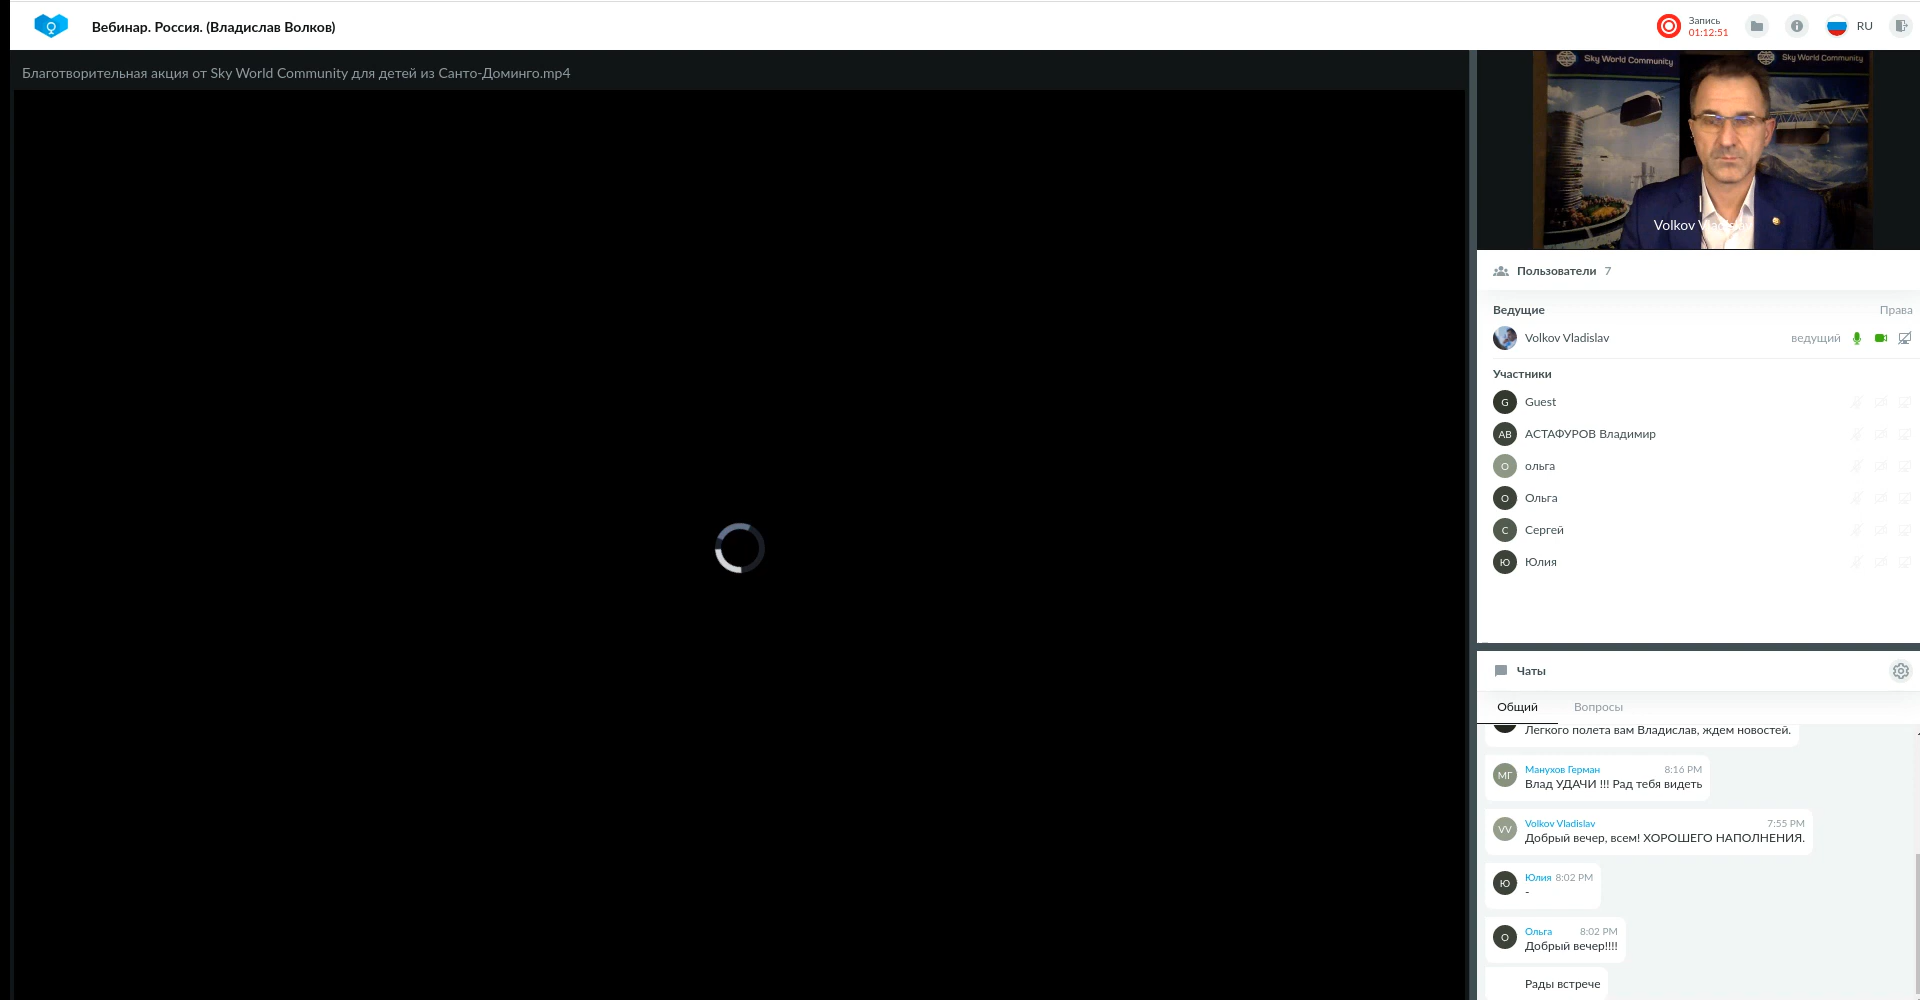 Вебинар. Россия. (Владислав Волков)
Запись
01:12:51
RU
Благотворительная акция от Sky World Community для детей из Санто-Доминго.mp4
Sky World Community
Sky World Community
Volkov
Пользователи 7
Ведущие Права
Volkov Vladislav ведущий
Участники
G Guest
АВ АСТАФУРОВ Владимир
О ольга
О Ольга
С Сергей
Ю Юлия
Чаты
Общий Вопросы
Легкого полета вам Владислав, ждем новостей.
МГ Манухов Герман 8:16 PM
Влад УДАЧИ !!! Рад тебя видеть
VV Volkov Vladislav 7:55 PM
Добрый вечер, всем! ХОРОШЕГО НАПОЛНЕНИЯ.
Ю Юлия 8:02 PM
-
О Ольга 8:02 PM
Добрый вечер!!!!
Рады встрече